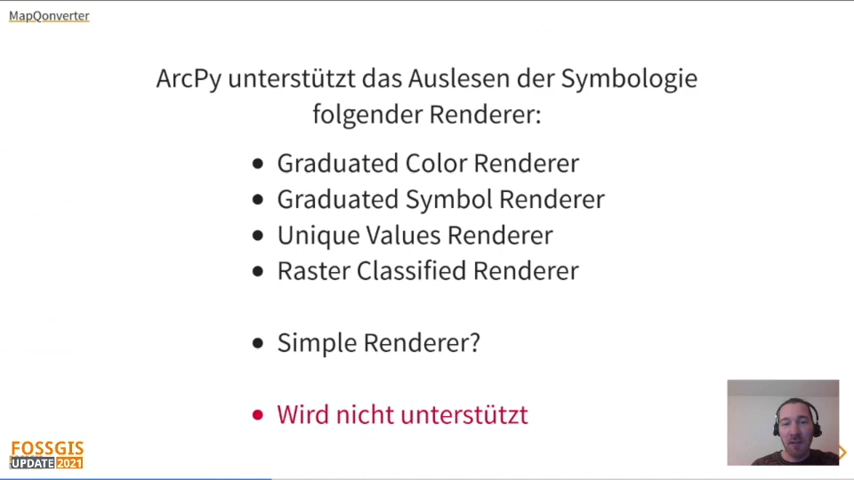 MapQonverter
ArcPy unterstützt das Auslesen der Symbologie
folgender Renderer:
• Graduated Color Renderer
• Graduated Symbol Renderer
• Unique Values Renderer
• Raster Classified Renderer
• Simple Renderer?
• Wird nicht unterstützt
FOSSGIS
UPDATE 2021